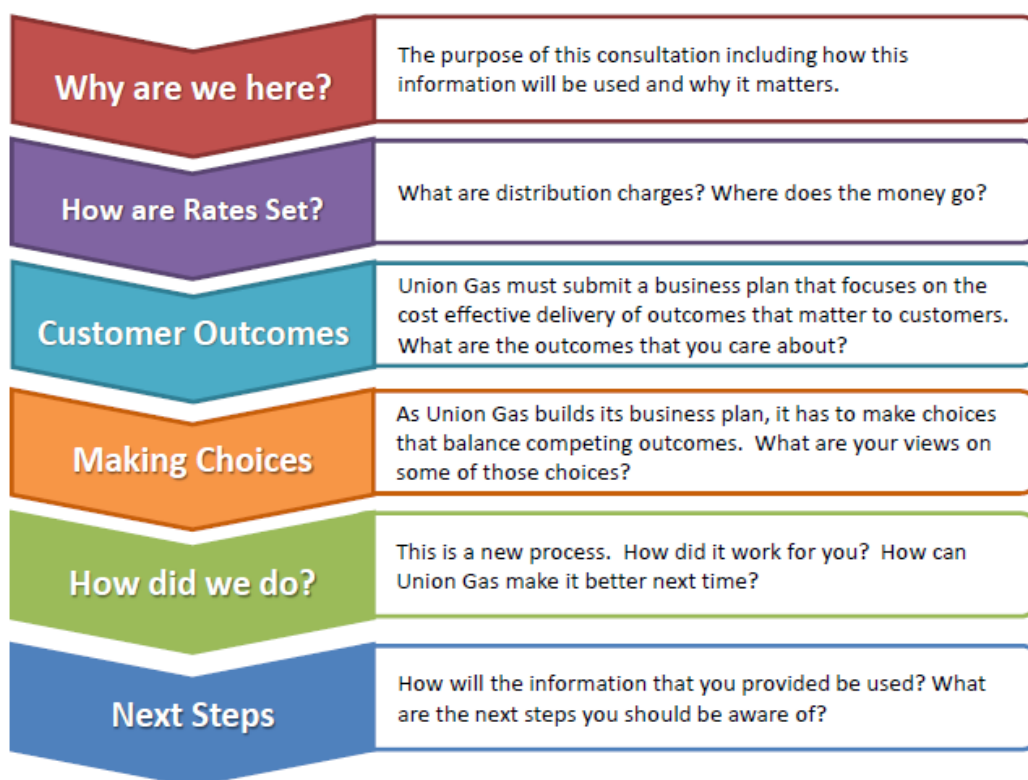 Why are we here?
The purpose of this consultation including how this
information will be used and why it matters.
How are Rates Set?
What are distribution charges? Where does the money go?
Customer Outcomes
Union Gas must submit a business plan that focuses on the
cost effective delivery of outcomes that matter to customers.
What are the outcomes that you care about?
Making Choices
As Union Gas builds its business plan, it has to make choices
that balance competing outcomes.  What are your views on
some of those choices?
How did we do?
This is a new process.  How did it work for you?  How can
Union Gas make it better next time?
Next Steps
How will the information that you provided be used? What
are the next steps you should be aware of?